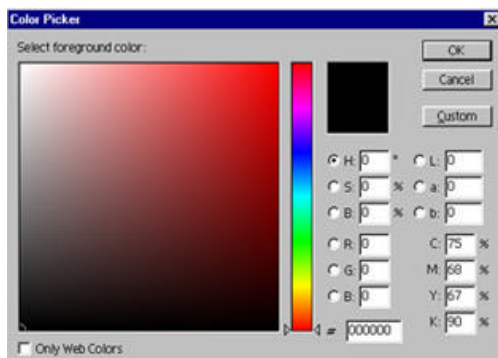 Color Picker
Select foreground color:
OK
Cancel
Custom
H: 0 °
S: 0 %
B: 0 %
R: 0
G: 0
B: 0
# 000000
L: 0
a: 0
b: 0
C: 75 %
M: 68 %
Y: 67 %
K: 90 %
Only Web Colors